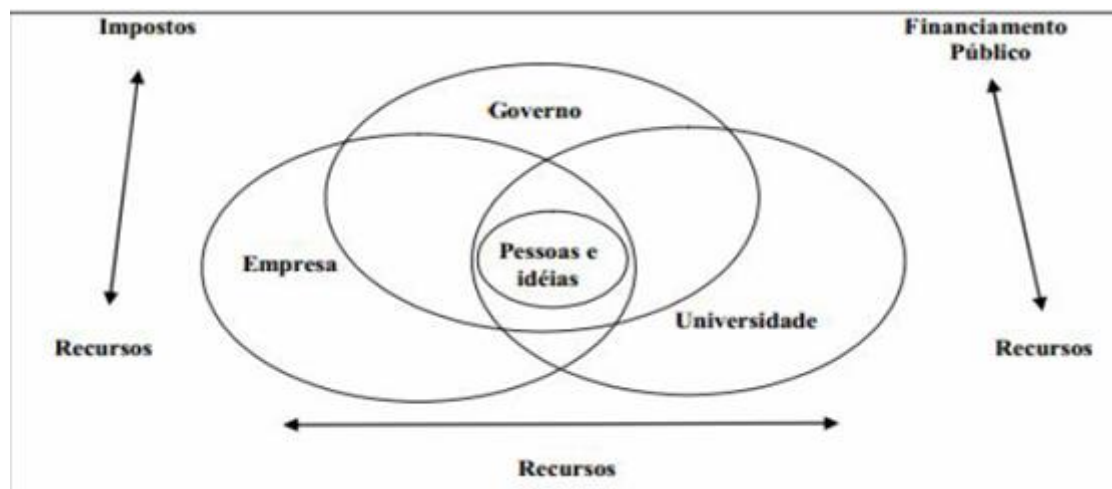 Impostos
Financiamento
Público
Governo
Empresa
Pessoas e
idéias
Universidade
Recursos
Recursos
Recursos